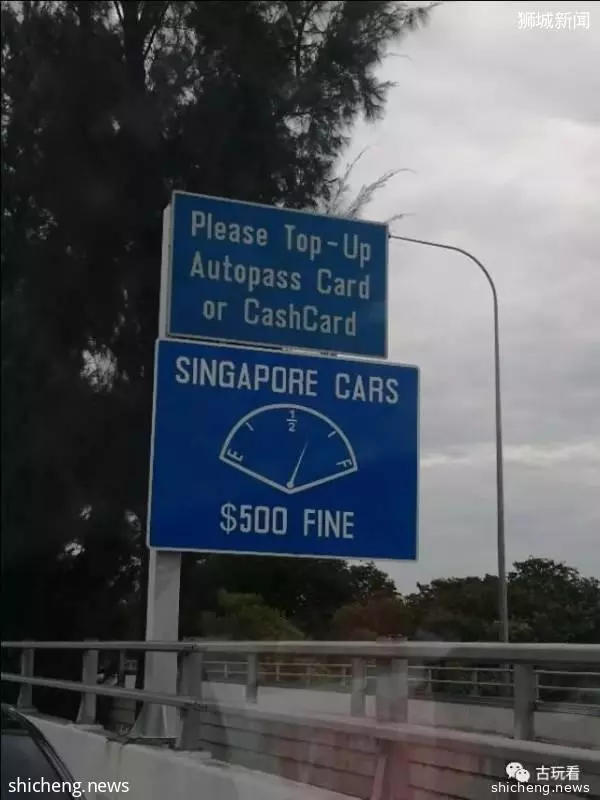 狮城新闻
Please Top-Up
Autopass Card
or CashCard
SINGAPORE CARS
E 1/2 F
$500 FINE
古玩看
shicheng.news
shicheng.news